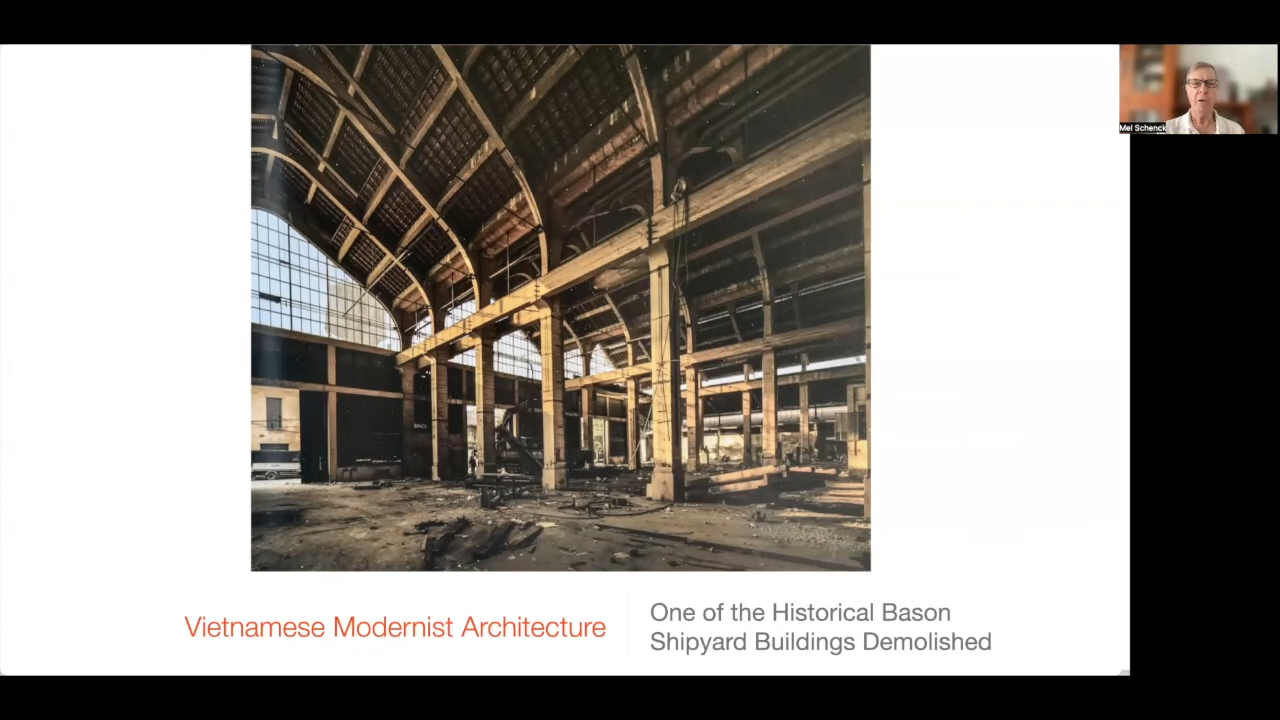 Mel Schenck
Vietnamese Modernist Architecture
One of the Historical Bason
Shipyard Buildings Demolished